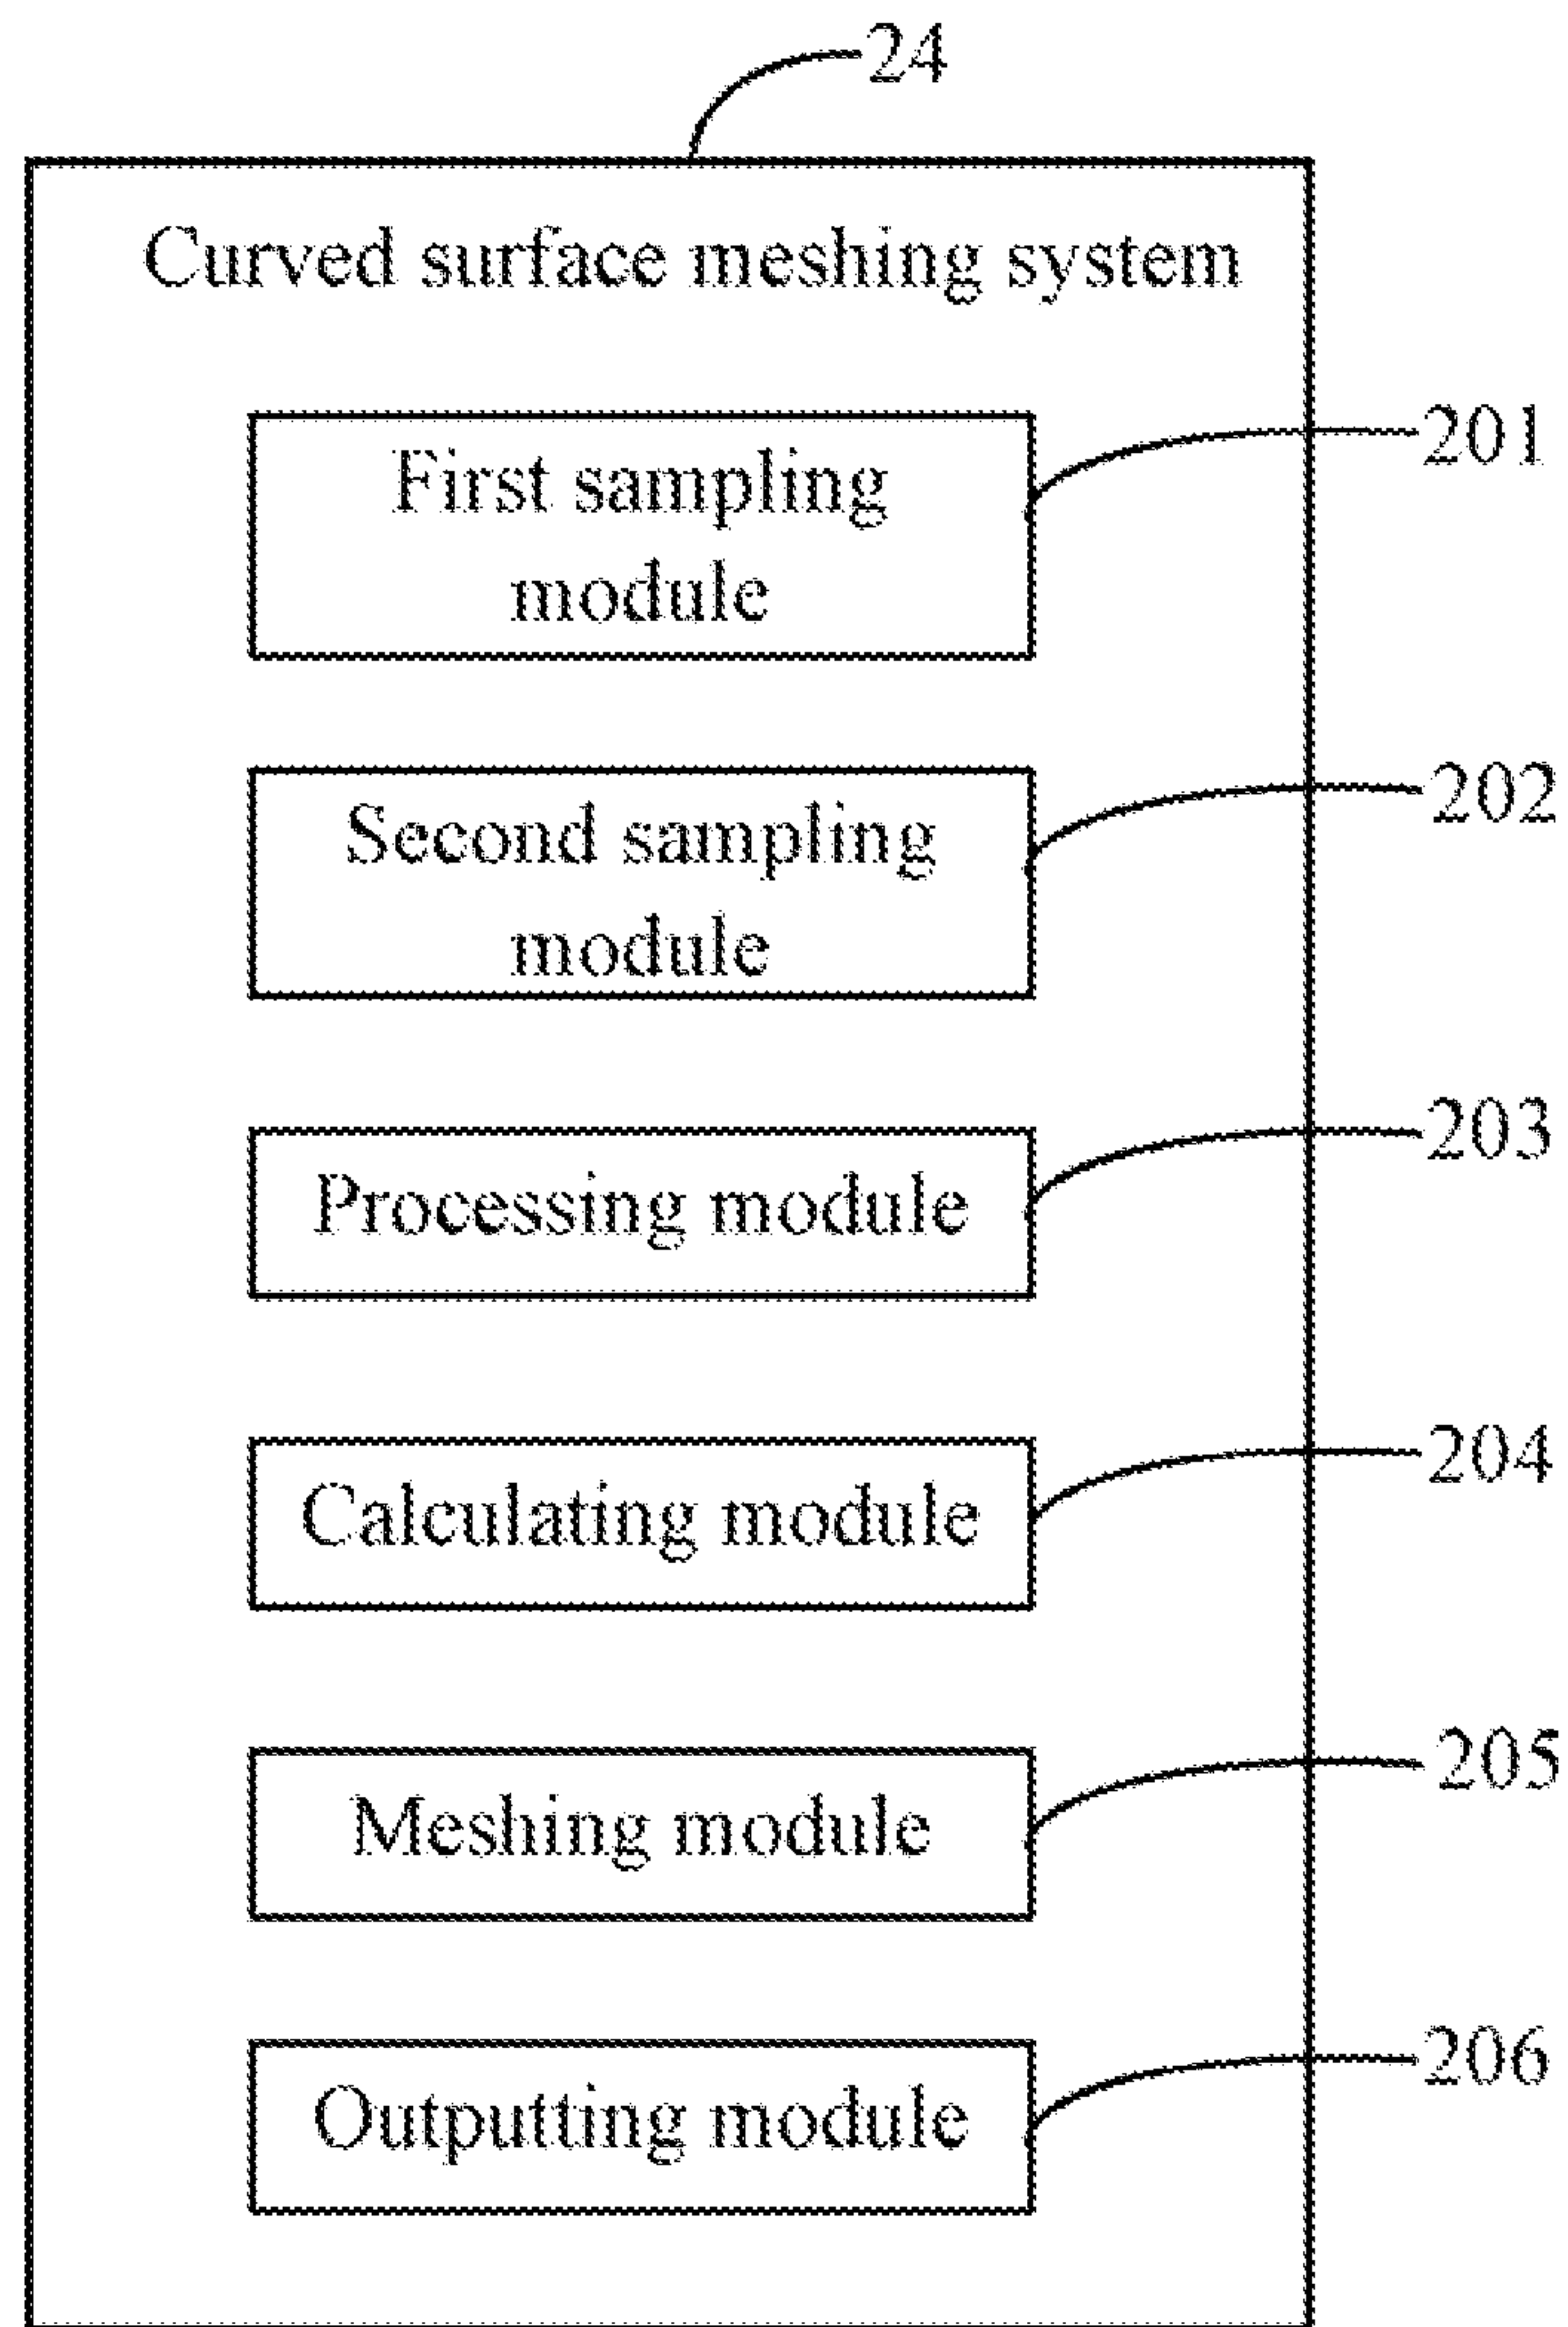 24
Curved surface meshing system
First sampling
module
201
Second sampling
module
202
Processing module
203
Calculating module
204
Meshing module
205
Outputting module
206